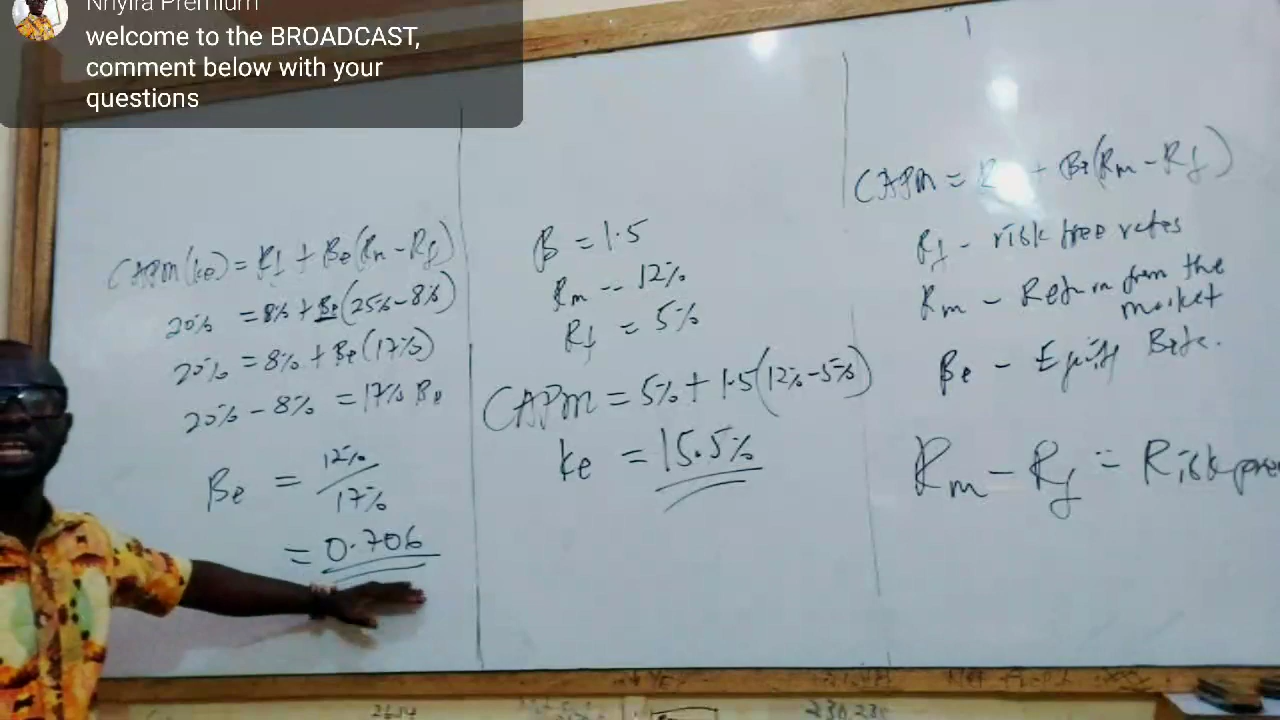 Nhyira Premium
welcome to the BROADCAST,
comment below with your
questions
CAPM(ke) = Rf + Be(Rm - Rf)
20% = 8% + Be(25% - 8%)
20% = 8% + Be(17%)
20% - 8% = 17% Be
Be = 12%/17%
= 0.706
β = 1.5
Rm -- 12%
Rf = 5%
CAPM = 5% + 1.5(12% - 5%)
ke = 15.5%
CAPM = R + Be(Rm - Rf)
Rf - risk free rates
Rm - Return from the
market
Be - Equity Beta.
Rm - Rf = Risk prem